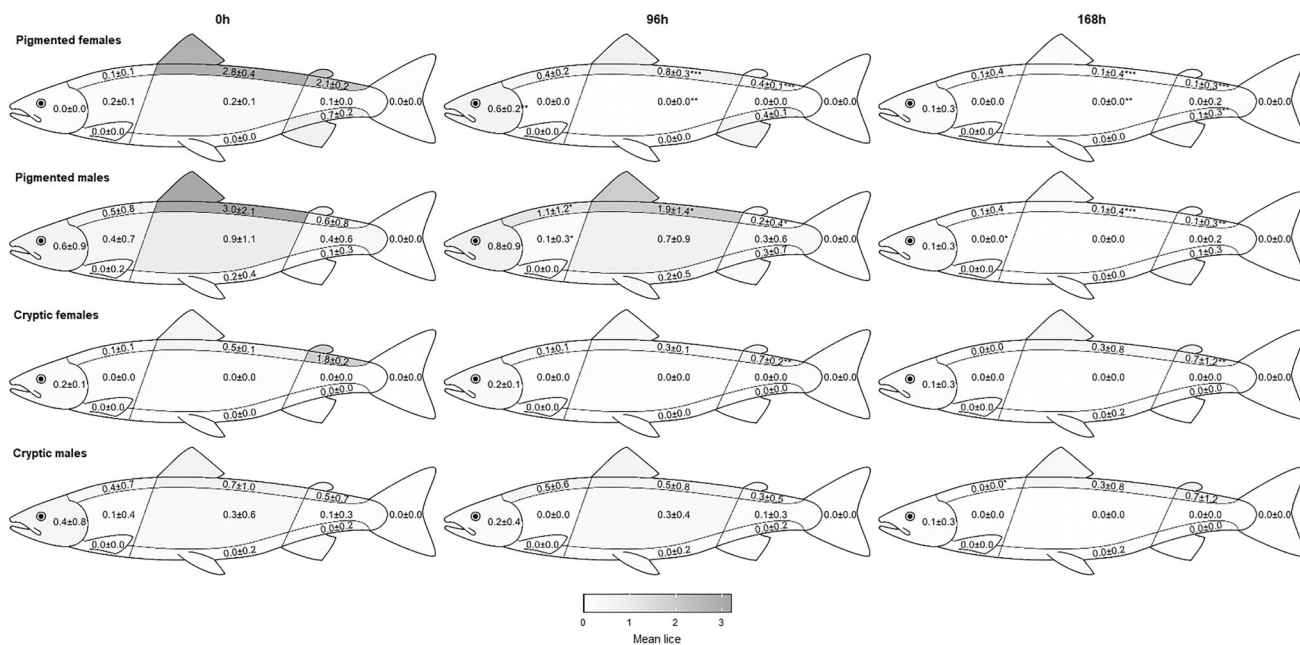 0h 96h 168h
Pigmented females
0.1±0.1 2.8±0.4 2.1±0.2
0.0±0.0 0.2±0.1 0.2±0.1 0.1±0.0 0.0±0.0
0.7±0.2
0.0±0.0 0.0±0.0
0.4±0.2 0.8±0.3*** 0.4±0.1***
0.6±0.2** 0.0±0.0 0.0±0.0** 0.0±0.0 0.0±0.0
0.4±0.1
0.0±0.0 0.0±0.0
0.1±0.4 0.1±0.4*** 0.1±0.3***
0.1±0.3 0.0±0.0 0.0±0.0** 0.0±0.2 0.0±0.0
0.1±0.3**
0.0±0.0 0.0±0.0
Pigmented males
0.5±0.8 3.0±2.1 0.6±0.8
0.6±0.9 0.4±0.7 0.9±1.1 0.4±0.6 0.0±0.0
0.1±0.3
0.0±0.2 0.2±0.4
1.1±1.2* 1.9±1.4* 0.2±0.4*
0.8±0.9 0.1±0.3* 0.7±0.9 0.3±0.6 0.0±0.0
0.3±0.7
0.0±0.0 0.2±0.5
0.1±0.4 0.1±0.4*** 0.1±0.3**
0.1±0.3 0.0±0.0* 0.0±0.0 0.0±0.2 0.0±0.0
0.1±0.3
0.0±0.0 0.0±0.0
Cryptic females
0.1±0.1 0.5±0.1 1.8±0.2
0.2±0.1 0.0±0.0 0.0±0.0 0.0±0.0 0.0±0.0
0.0±0.0
0.0±0.0 0.0±0.0
0.1±0.1 0.3±0.1 0.7±0.2**
0.2±0.1 0.0±0.0 0.0±0.0 0.0±0.0 0.0±0.0
0.0±0.0
0.0±0.0 0.0±0.0
0.0±0.0 0.3±0.8 0.7±1.2**
0.1±0.3 0.0±0.0 0.0±0.0 0.0±0.0 0.0±0.0
0.0±0.0
0.0±0.0 0.0±0.2
Cryptic males
0.4±0.7 0.7±1.0 0.5±0.7
0.4±0.8 0.1±0.4 0.3±0.6 0.1±0.3 0.0±0.0
0.0±0.2
0.0±0.0 0.0±0.2
0.5±0.6 0.5±0.8 0.3±0.5
0.2±0.4 0.0±0.0 0.3±0.4 0.1±0.3 0.0±0.0
0.0±0.2
0.0±0.0 0.0±0.2
0.0±0.0* 0.3±0.8 0.7±1.2
0.1±0.3 0.0±0.0 0.0±0.0 0.0±0.0 0.0±0.0
0.0±0.0
0.0±0.0 0.0±0.2
0 1 2 3
Mean lice